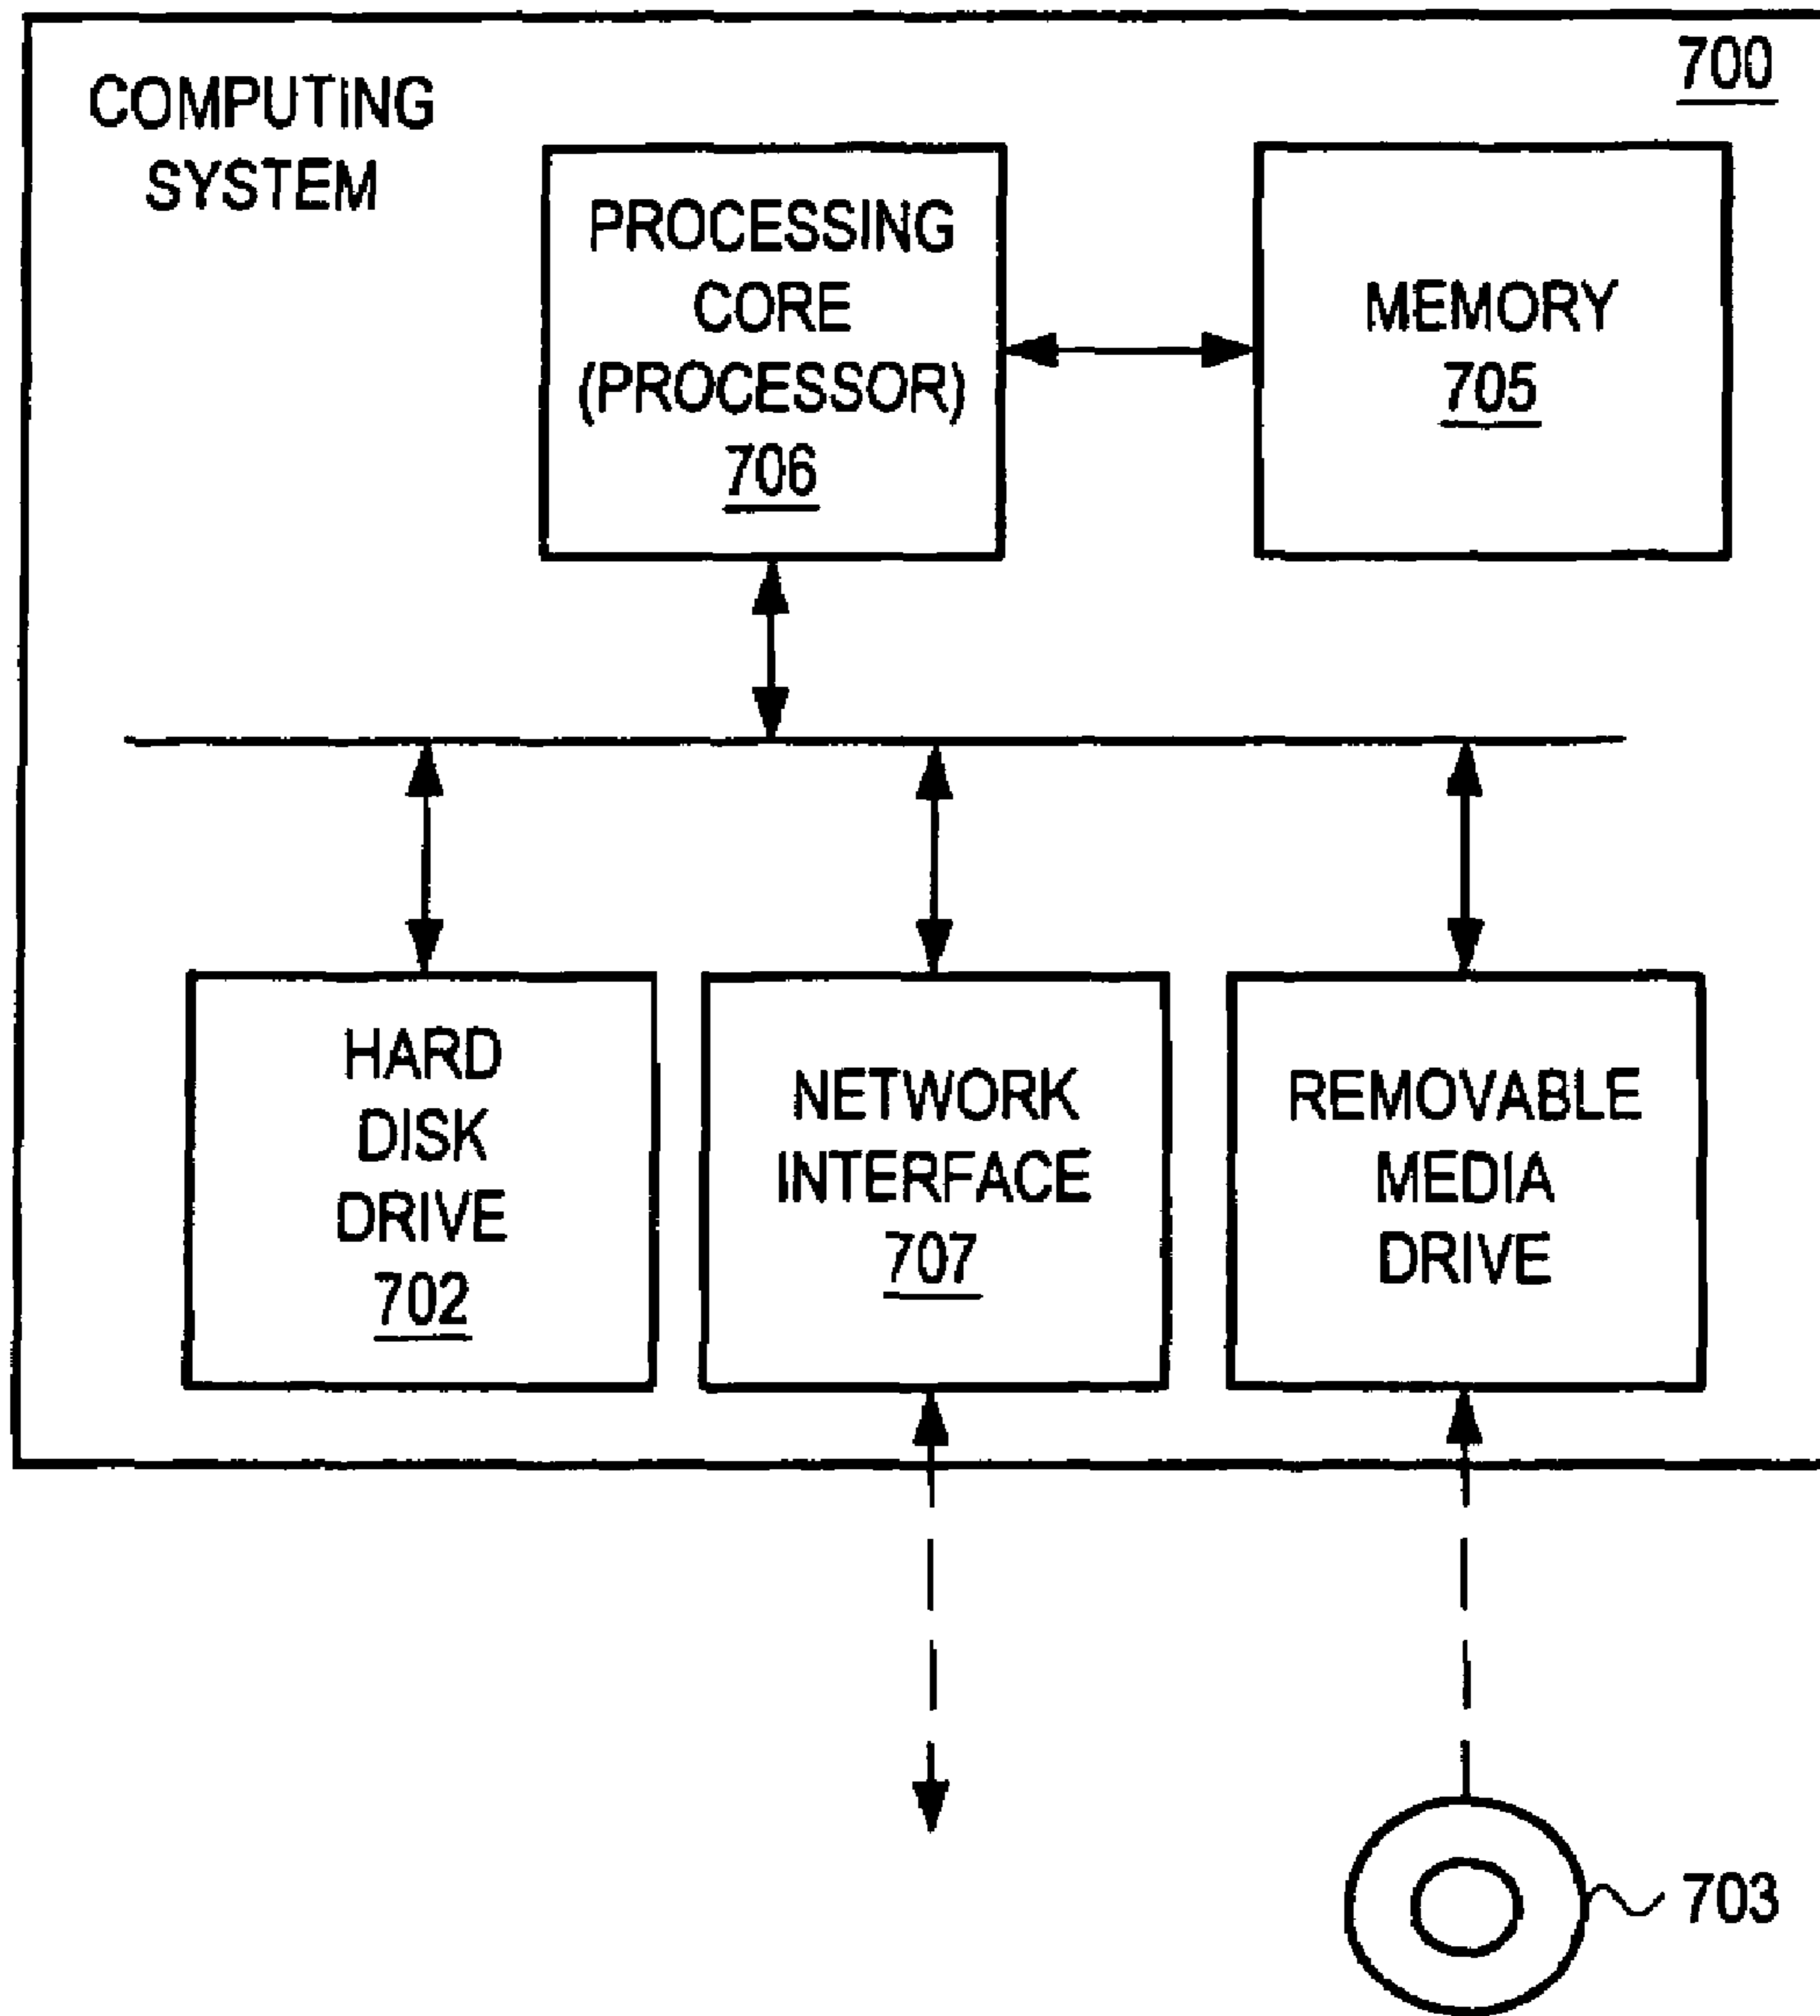 700
COMPUTING
SYSTEM
PROCESSING
CORE
(PROCESSOR)
706
MEMORY
705
HARD
DISK
DRIVE
702
NETWORK
INTERFACE
707
REMOVABLE
MEDIA
DRIVE
703